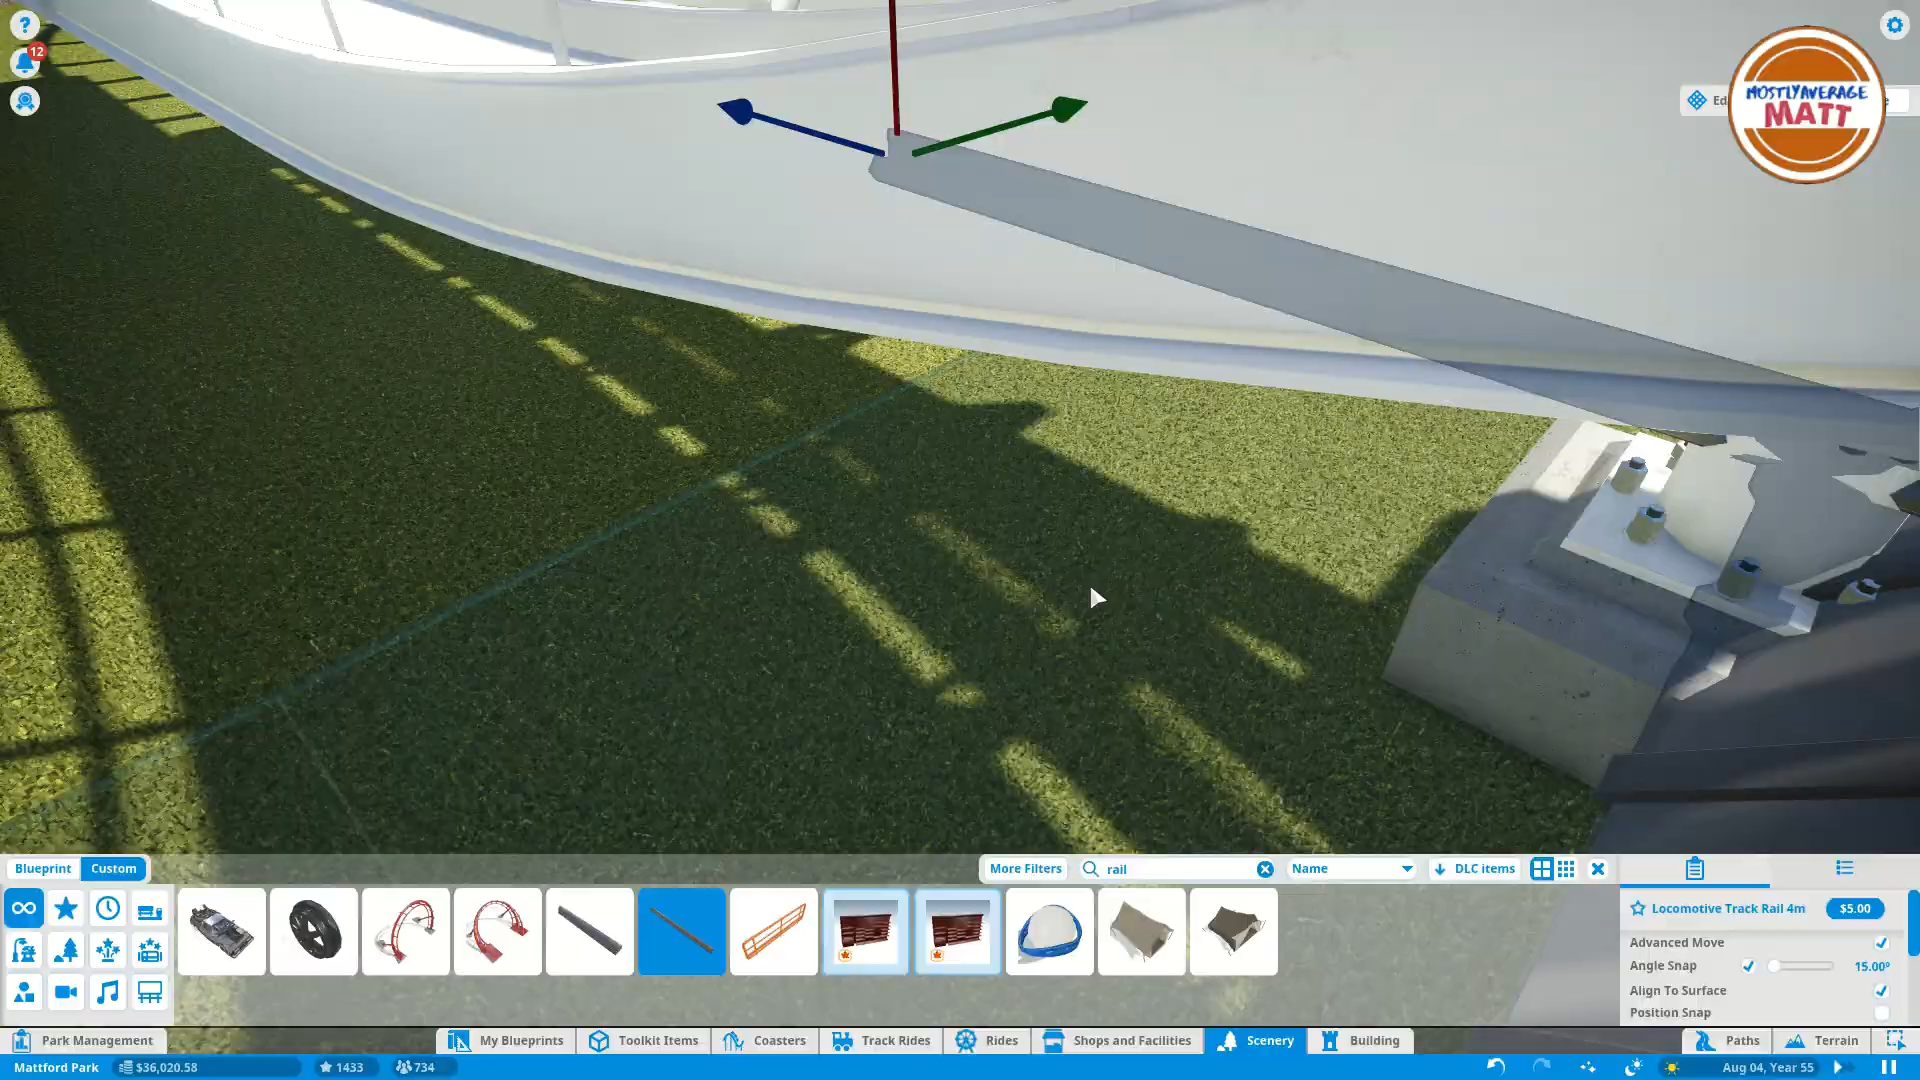 ?
12
Ed
e
MOSTLYAVERAGE
MATT
Blueprint
Custom
More Filters
rail
Name
DLC items
Locomotive Track Rail 4m
$5.00
Advanced Move
Angle Snap
15.00°
Align To Surface
Position Snap
Park Management
My Blueprints
Toolkit Items
Coasters
Track Rides
Rides
Shops and Facilities
Scenery
Building
Paths
Terrain
Mattford Park
$36,020.58
1433
734
Aug 04, Year 55